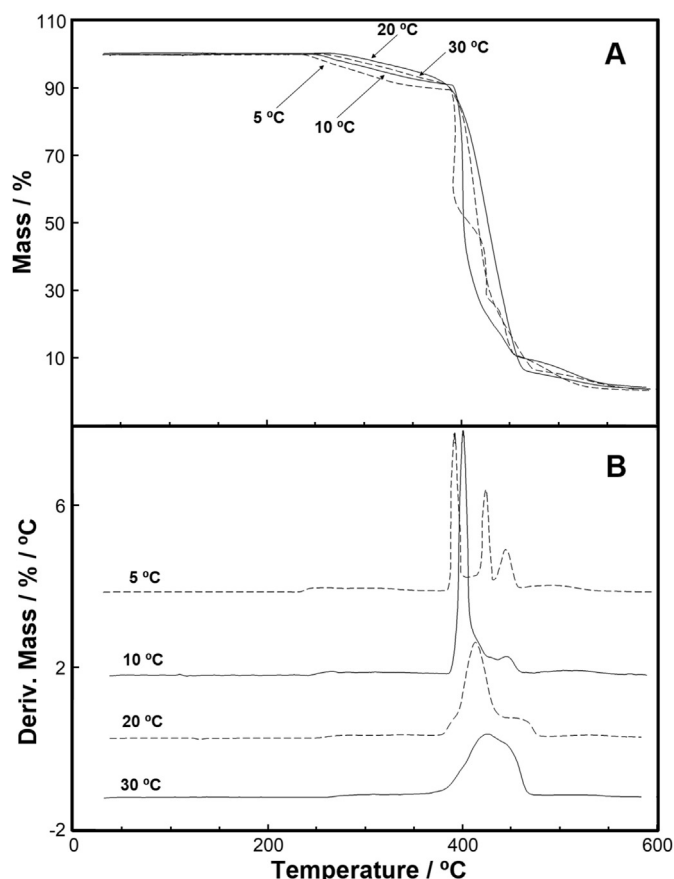 110
A
20 ºC
30 ºC
90
5 ºC
10 ºC
70
Mass / %
50
30
10
B
6
5 ºC
Deriv. Mass / % / ºC
10 ºC
2
20 ºC
30 ºC
-2
0
200
400
600
Temperature / ºC